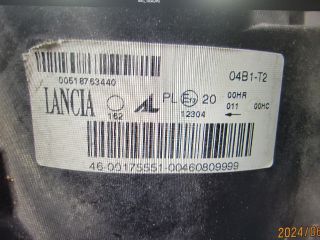 00518763440
04B1-T2
LANCIA
162
AL
PL E 20
12304
00HR
011 00HC
46-00175551-00460809999
2024/06